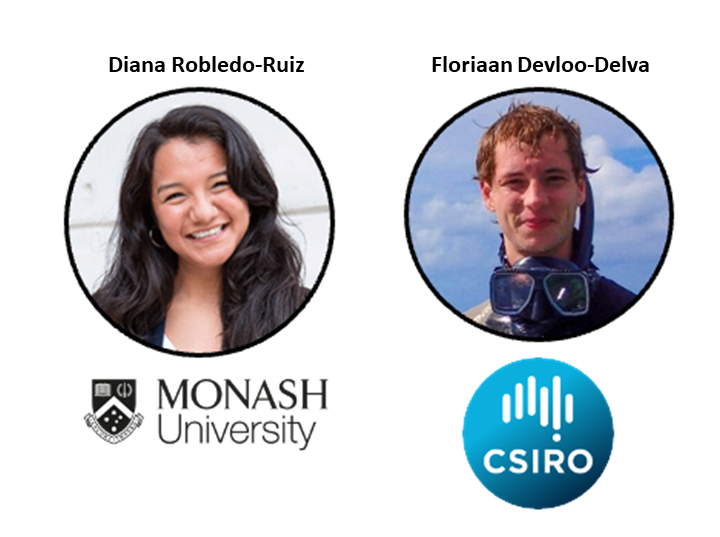 Diana Robledo-Ruiz
Floriaan Devloo-Delva
MONASH
University
CSIRO